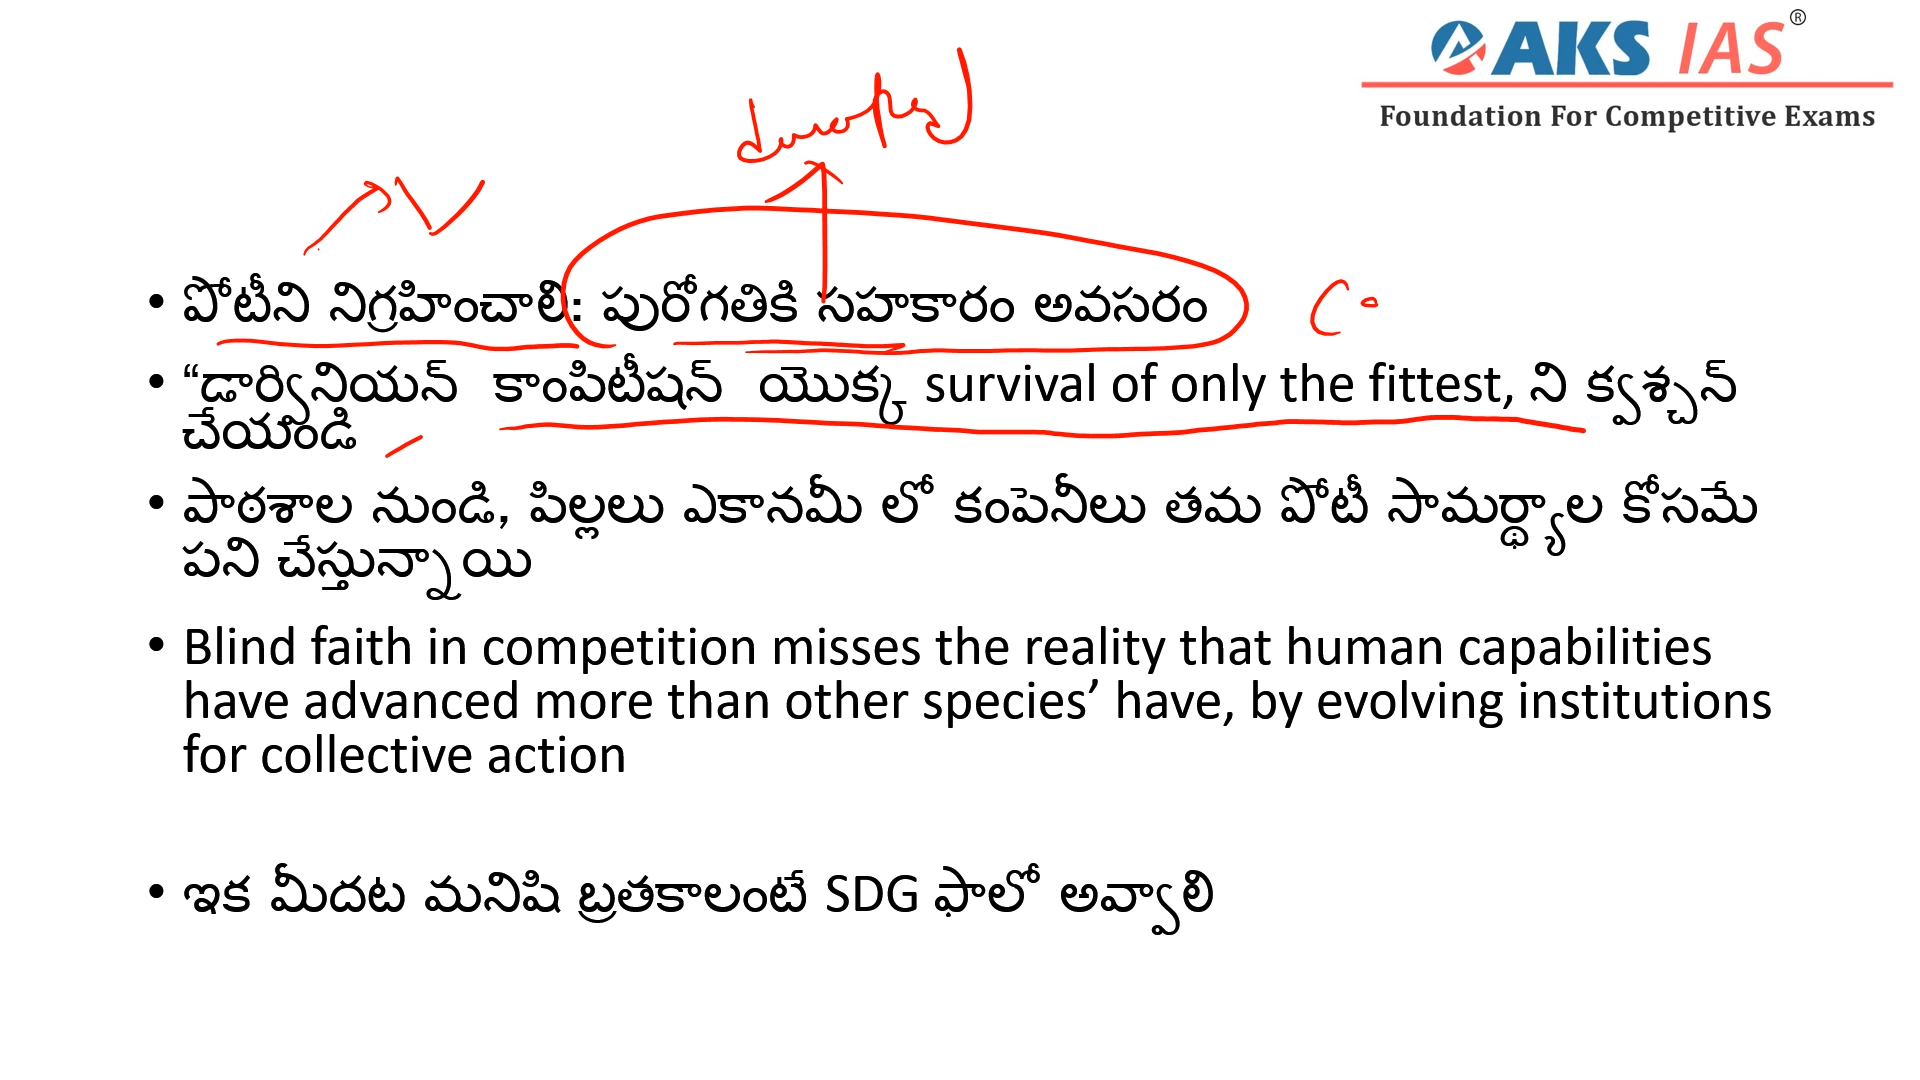 AKS IAS®
Foundation For Competitive Exams
• పోటీని నిగ్రహించాలి: పురోగతికి సహకారం అవసరం
• “డార్వినియన్ కాంపిటీషన్ యొక్క survival of only the fittest, ని క్వశ్చన్
చేయండి
• పాఠశాల నుండి, పిల్లలు ఎకానమీ లో కంపెనీలు తమ పోటీ సామర్థ్యాల కోసమే
పని చేస్తున్నాయి
• Blind faith in competition misses the reality that human capabilities
have advanced more than other species’ have, by evolving institutions
for collective action
• ఇక మీదట మనిషి బ్రతకాలంటే SDG ఫాలో అవ్వాలి